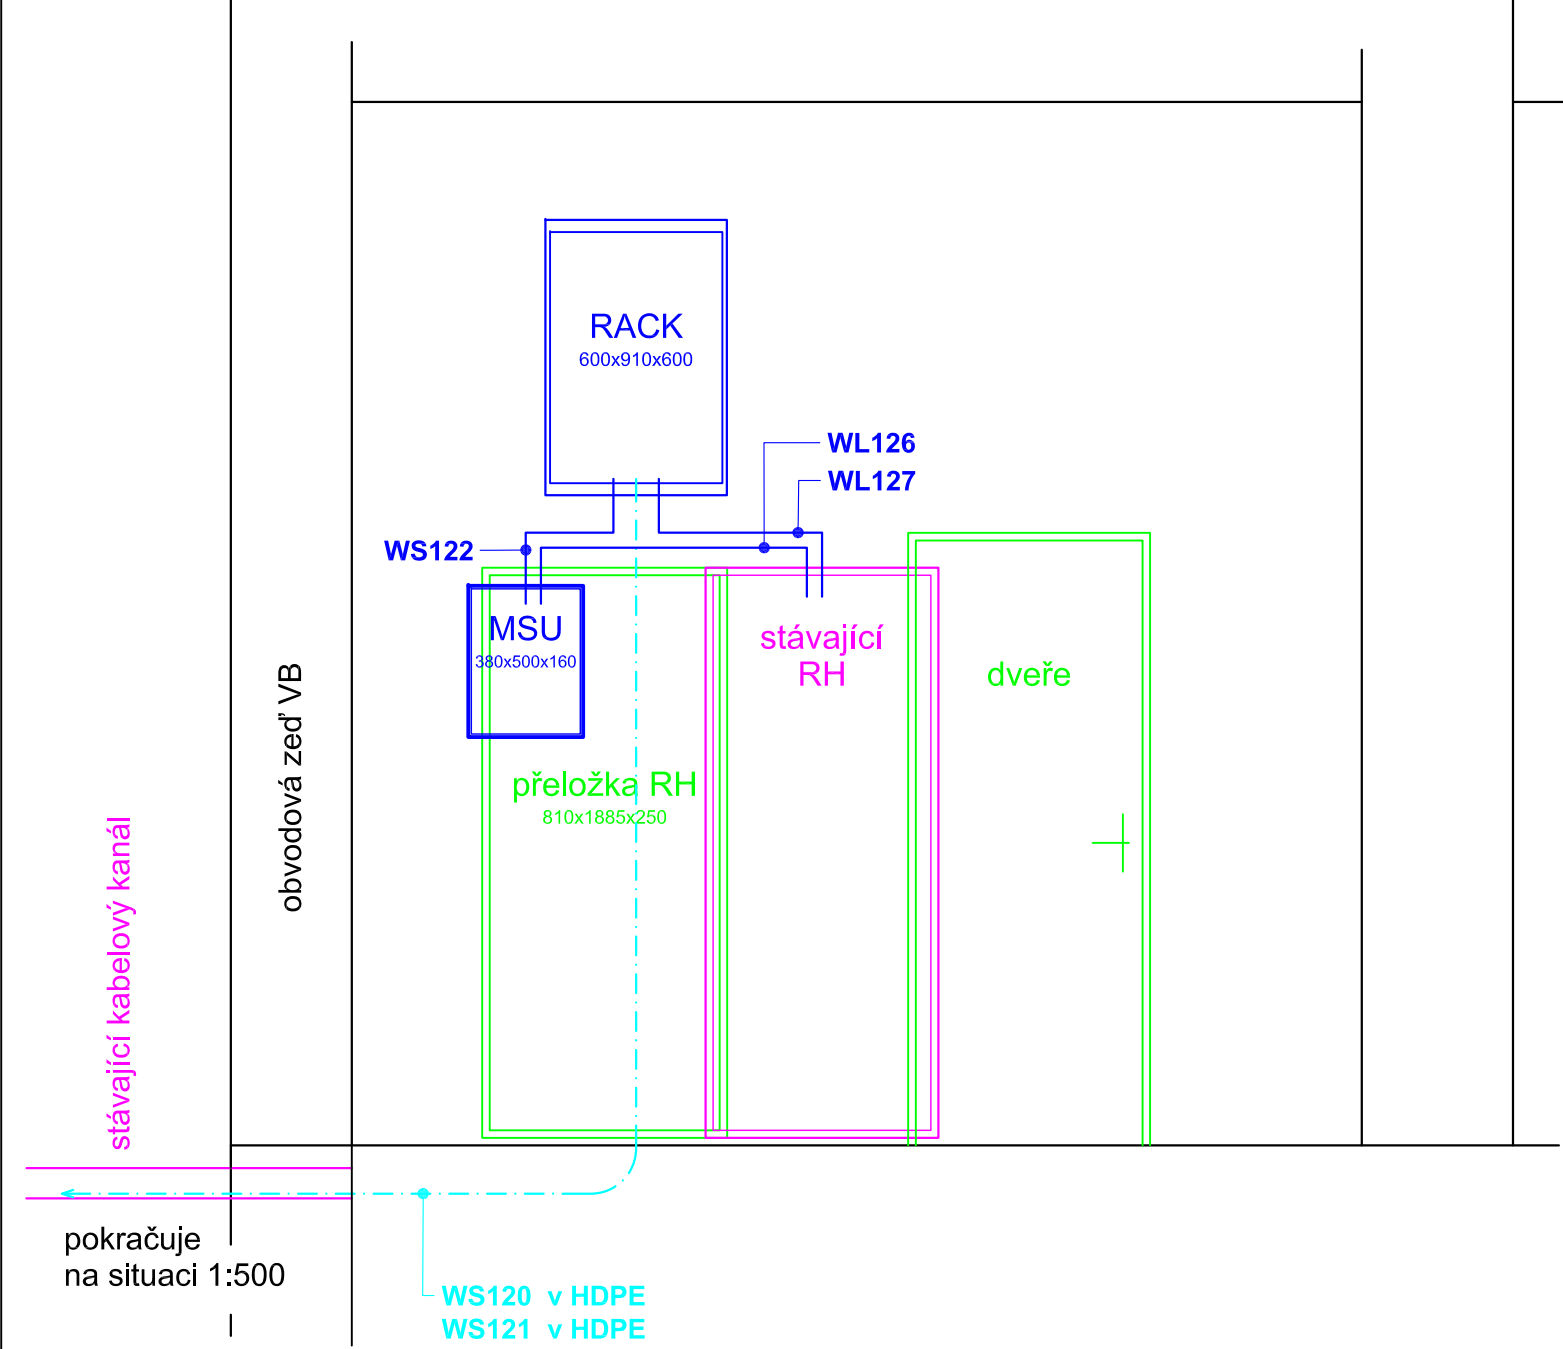 RACK
600x910x600
WL126
WL127
WS122
MSU
380x500x160
stávající
RH
dveře
přeložka RH
810x1885x250
obvodová zeď VB
stávající kabelový kanál
pokračuje
na situaci 1:500
WS120 v HDPE
WS121 v HDPE